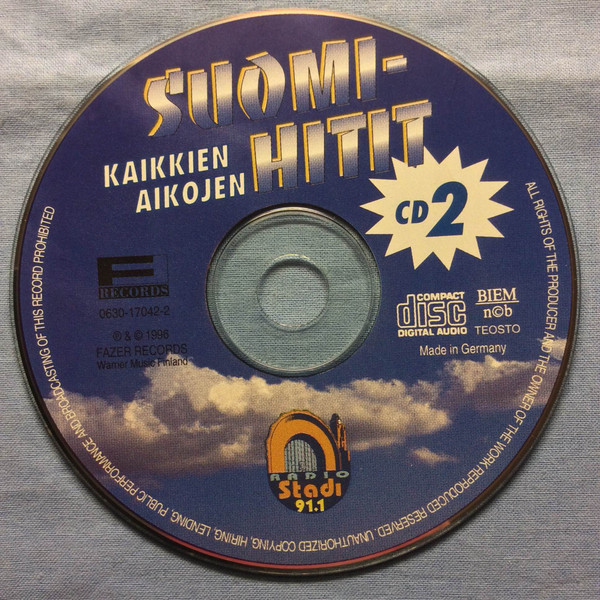 SUOMI-
HITIT
KAIKKIEN
AIKOJEN
CD 2
F
RECORDS
0630-17042-2
℗ & © 1996
FAZER RECORDS
Warner Music Finland
COMPACT
disc
DIGITAL AUDIO
BIEM
n©b
TEOSTO
Made in Germany
RADIO
Stadi
91.1
ALL RIGHTS OF THE PRODUCER AND THE OWNER OF THE WORK REPRODUCED RESERVED. UNAUTHORIZED COPYING, HIRING, LENDING, PUBLIC PERFORMANCE AND BROADCASTING OF THIS RECORD PROHIBITED